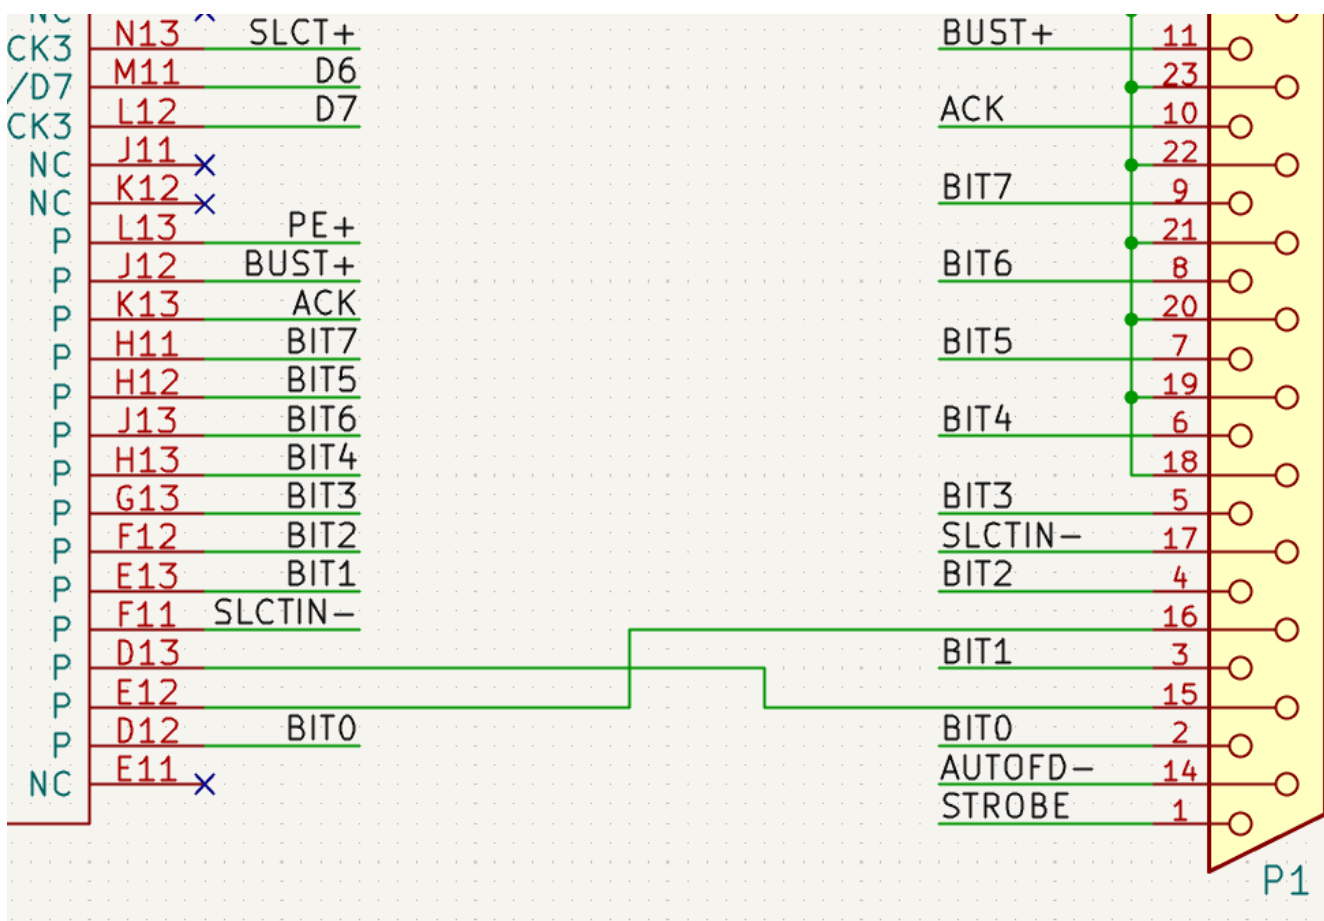 NC
CK3 N13 SLCT+ BUST+ 11
/D7 M11 D6 23
CK3 L12 D7 ACK 10
NC J11 22
NC K12 BIT7 9
P L13 PE+ 21
P J12 BUST+ BIT6 8
P K13 ACK 20
P H11 BIT7 BIT5 7
P H12 BIT5 19
P J13 BIT6 BIT4 6
P H13 BIT4 18
P G13 BIT3 BIT3 5
P F12 BIT2 SLCTIN- 17
P E13 BIT1 BIT2 4
P F11 SLCTIN- 16
P D13 BIT1 3
P E12 15
P D12 BIT0 BIT0 2
NC E11 AUTOFD- 14
STROBE 1
P1